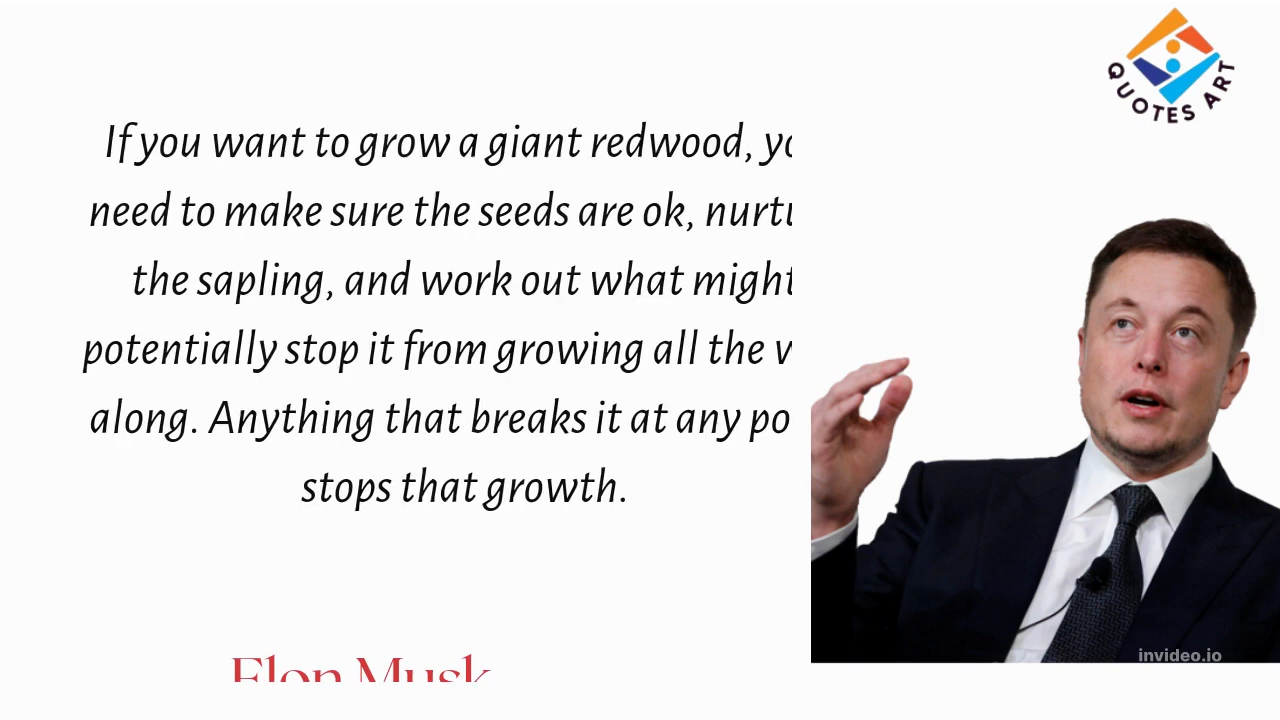 QUOTES ART
If you want to grow a giant redwood, yo
need to make sure the seeds are ok, nurtu
the sapling, and work out what might
potentially stop it from growing all the w
along. Anything that breaks it at any po
stops that growth.
Elon Musk
invideo.io